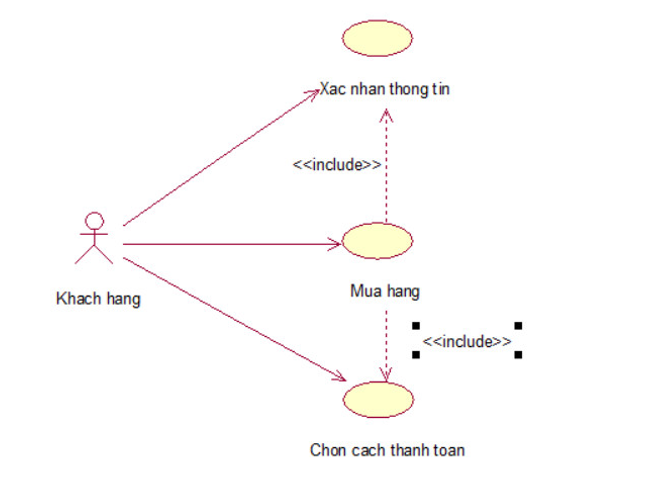 Xac nhan thong tin
<<include>>
Khach hang
Mua hang
<<include>>
Chon cach thanh toan